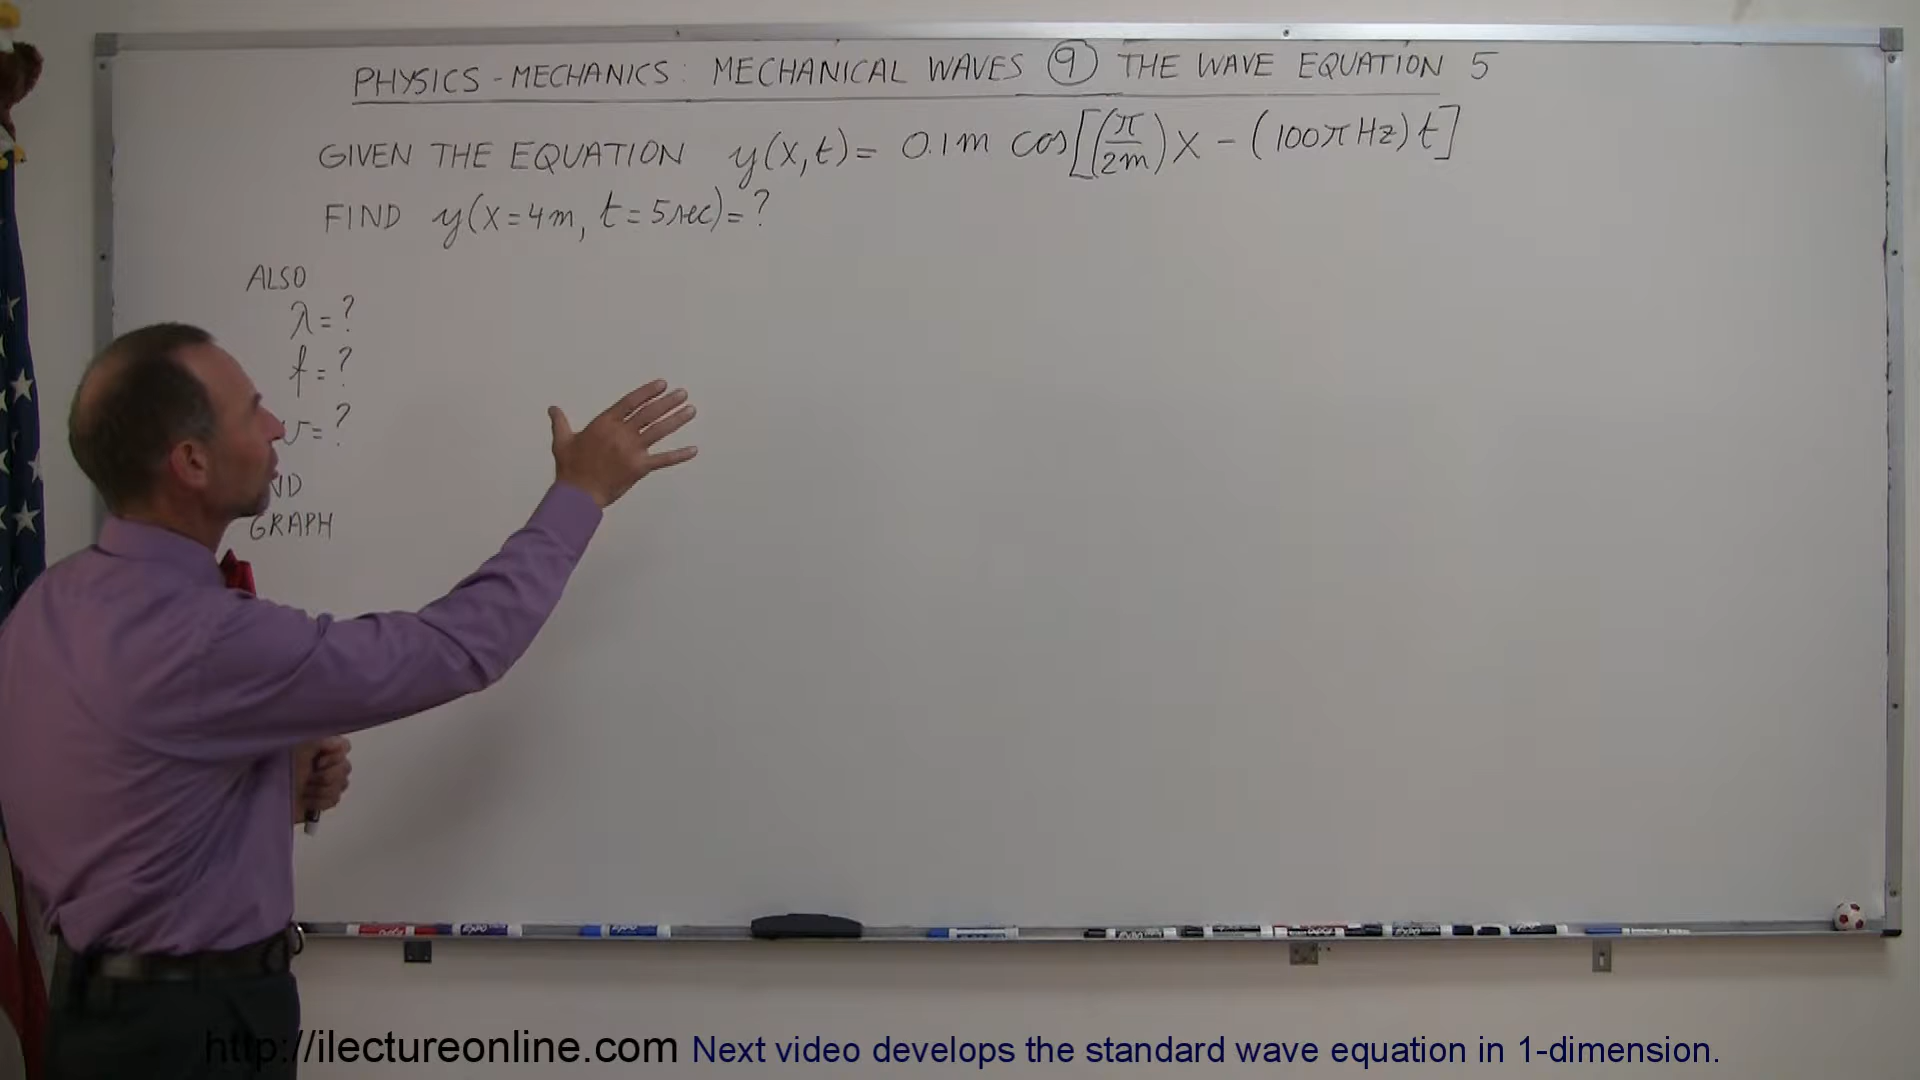 PHYSICS - MECHANICS: MECHANICAL WAVES ⑨ THE WAVE EQUATION 5
GIVEN THE EQUATION y(x,t)= 0.1m cos[(π/2m)x - (100π Hz)t]
FIND y(x=4m, t=5sec)=?
ALSO
λ=?
f=?
v=?
GRAPH
http://ilectureonline.com Next video develops the standard wave equation in 1-dimension.